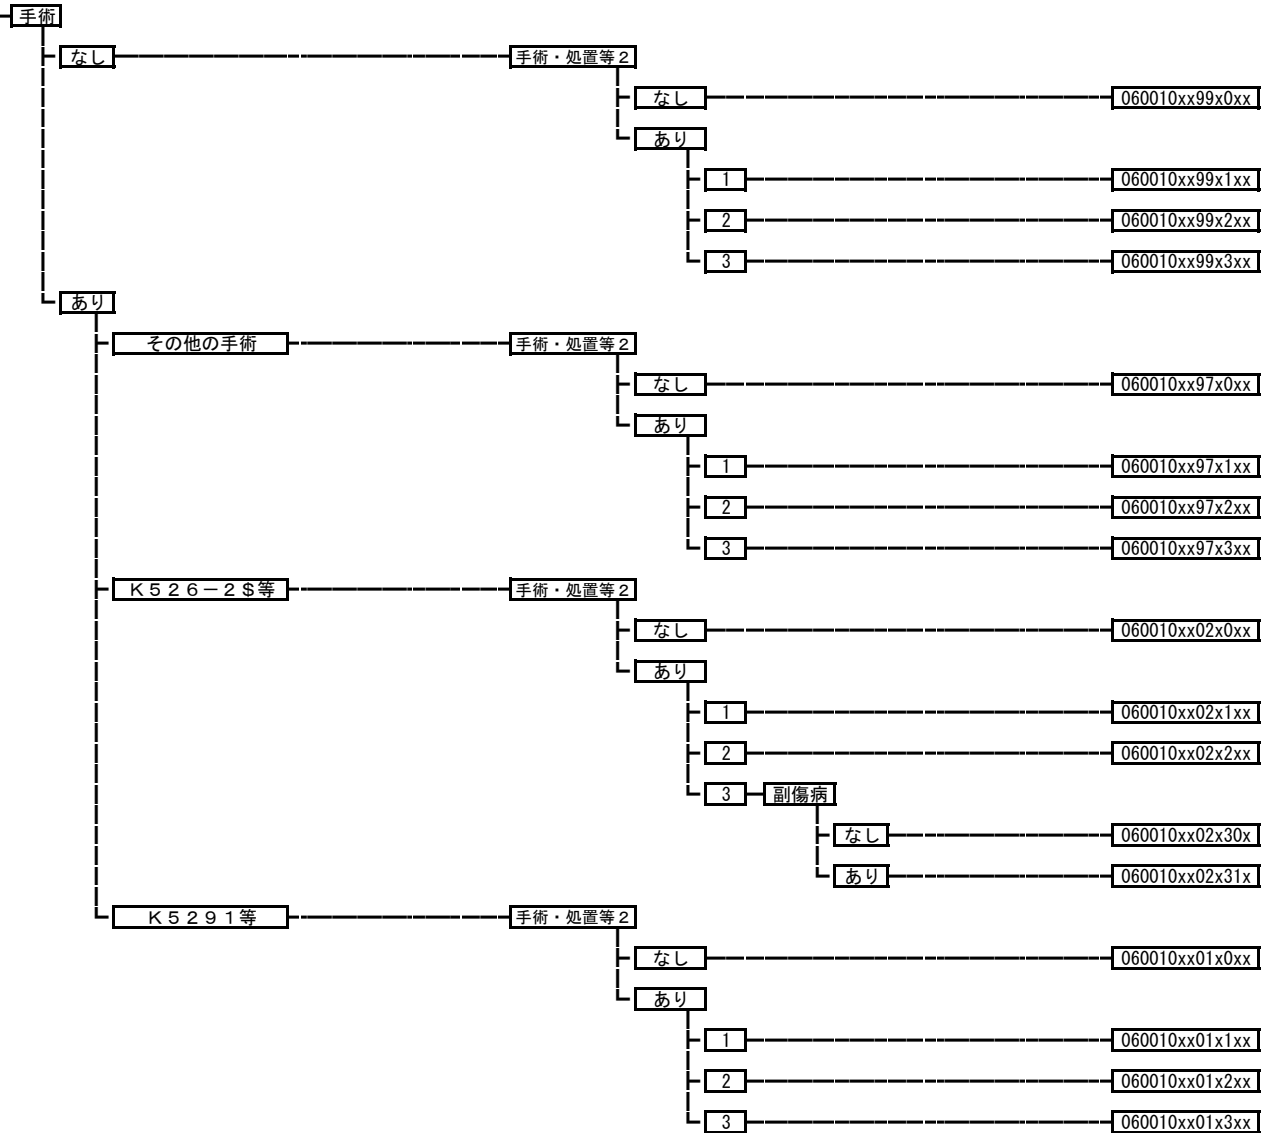 手術
なし 手術・処置等２
なし 060010xx99x0xx
あり
1 060010xx99x1xx
2 060010xx99x2xx
3 060010xx99x3xx
あり
その他の手術 手術・処置等２
なし 060010xx97x0xx
あり
1 060010xx97x1xx
2 060010xx97x2xx
3 060010xx97x3xx
Ｋ５２６－２＄等 手術・処置等２
なし 060010xx02x0xx
あり
1 060010xx02x1xx
2 060010xx02x2xx
3 副傷病
なし 060010xx02x30x
あり 060010xx02x31x
Ｋ５２９１等 手術・処置等２
なし 060010xx01x0xx
あり
1 060010xx01x1xx
2 060010xx01x2xx
3 060010xx01x3xx